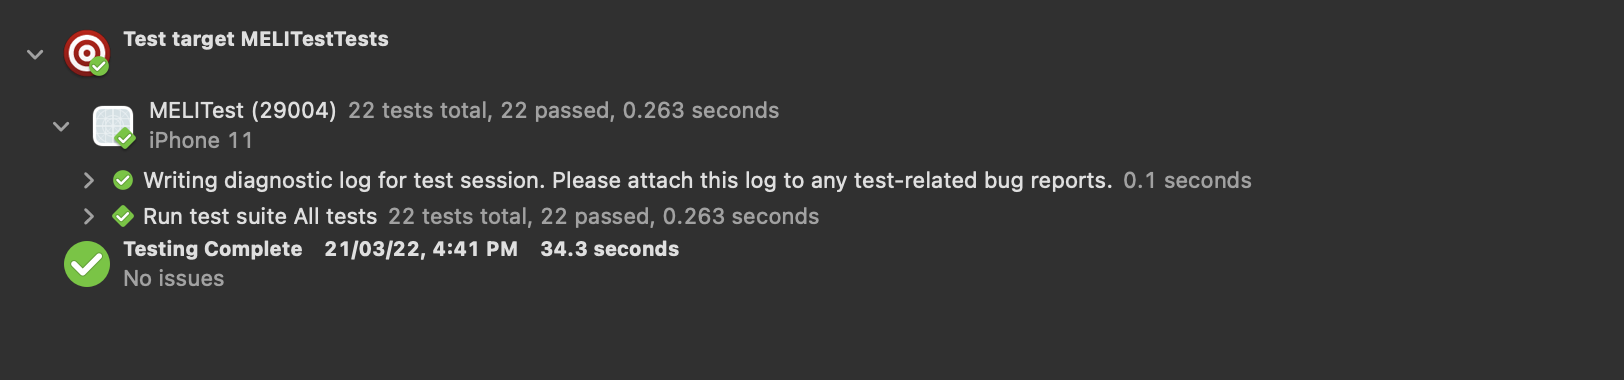 Test target MELITestTests
MELITest (29004) 22 tests total, 22 passed, 0.263 seconds
iPhone 11
Writing diagnostic log for test session. Please attach this log to any test-related bug reports. 0.1 seconds
Run test suite All tests 22 tests total, 22 passed, 0.263 seconds
Testing Complete 21/03/22, 4:41 PM 34.3 seconds
No issues